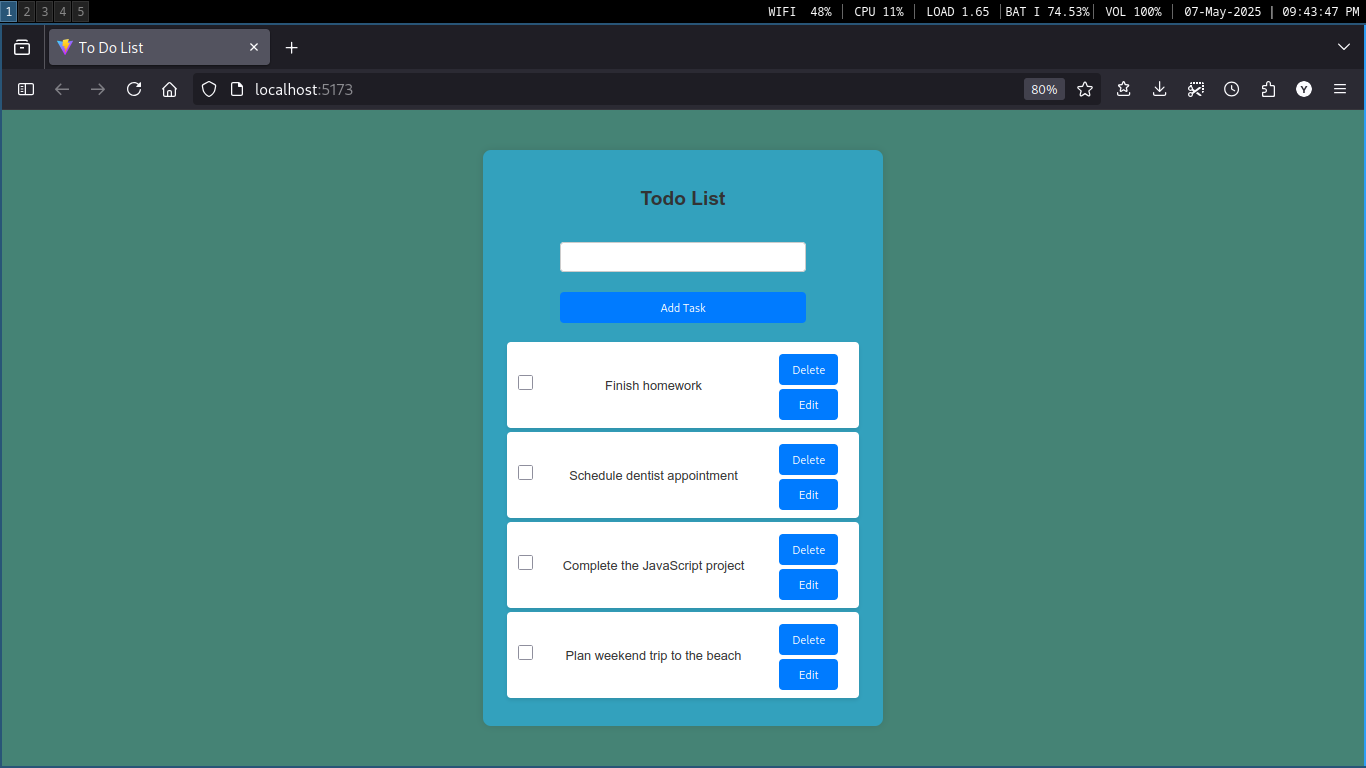 1 2 3 4 5 WIFI 48% CPU 11% LOAD 1.65 BAT I 74.53% VOL 100% 07-May-2025 | 09:43:47 PM
To Do List
localhost:5173 80% Y
Todo List
Add Task
Finish homework
Delete
Edit
Schedule dentist appointment
Delete
Edit
Complete the JavaScript project
Delete
Edit
Plan weekend trip to the beach
Delete
Edit